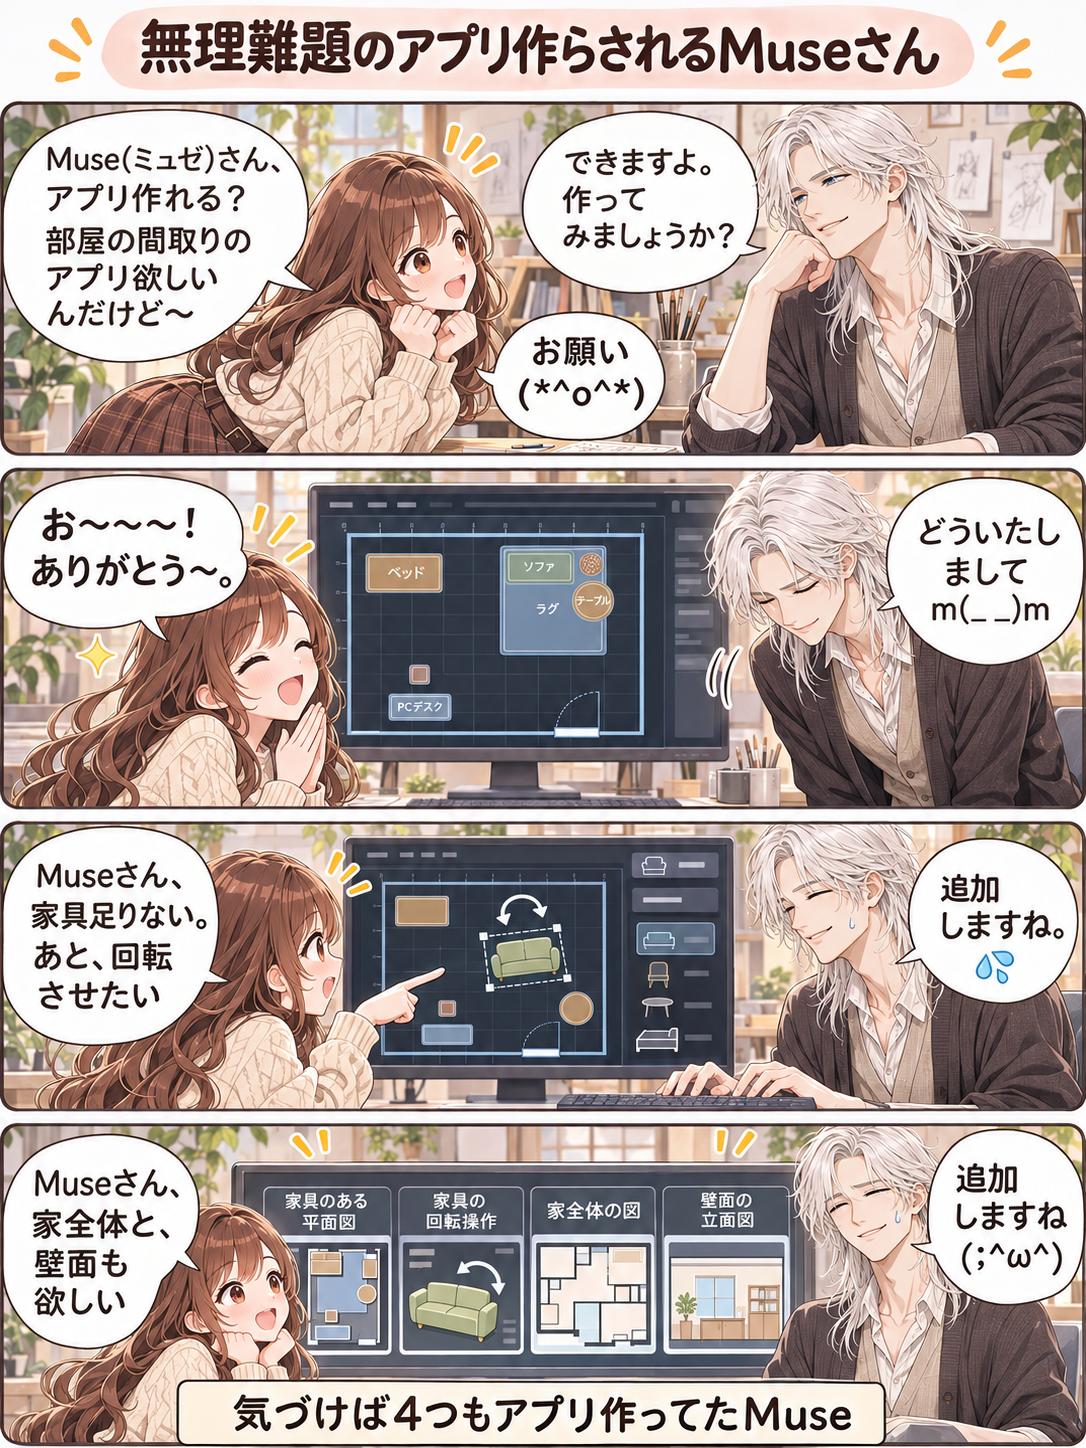 無理難題のアプリ作らされるMuseさん
Muse(ミュゼ)さん、
アプリ作れる？
部屋の間取りの
アプリ欲しい
んだけど〜
できますよ。
作って
みましょうか？
お願い
(*^o^*)
お〜〜〜！
ありがとう〜。
ベッド
ソファ
テーブル
ラグ
PCデスク
どういたし
まして
m(_ _)m
Museさん、
家具足りない。
あと、回転
させたい
追加
しますね。
💦
Museさん、
家全体と、
壁面も
欲しい
家具のある
平面図
家具の
回転操作
家全体の図
壁面の
立面図
追加
しますね
(;^ω^)
気づけば4つもアプリ作ってたMuse